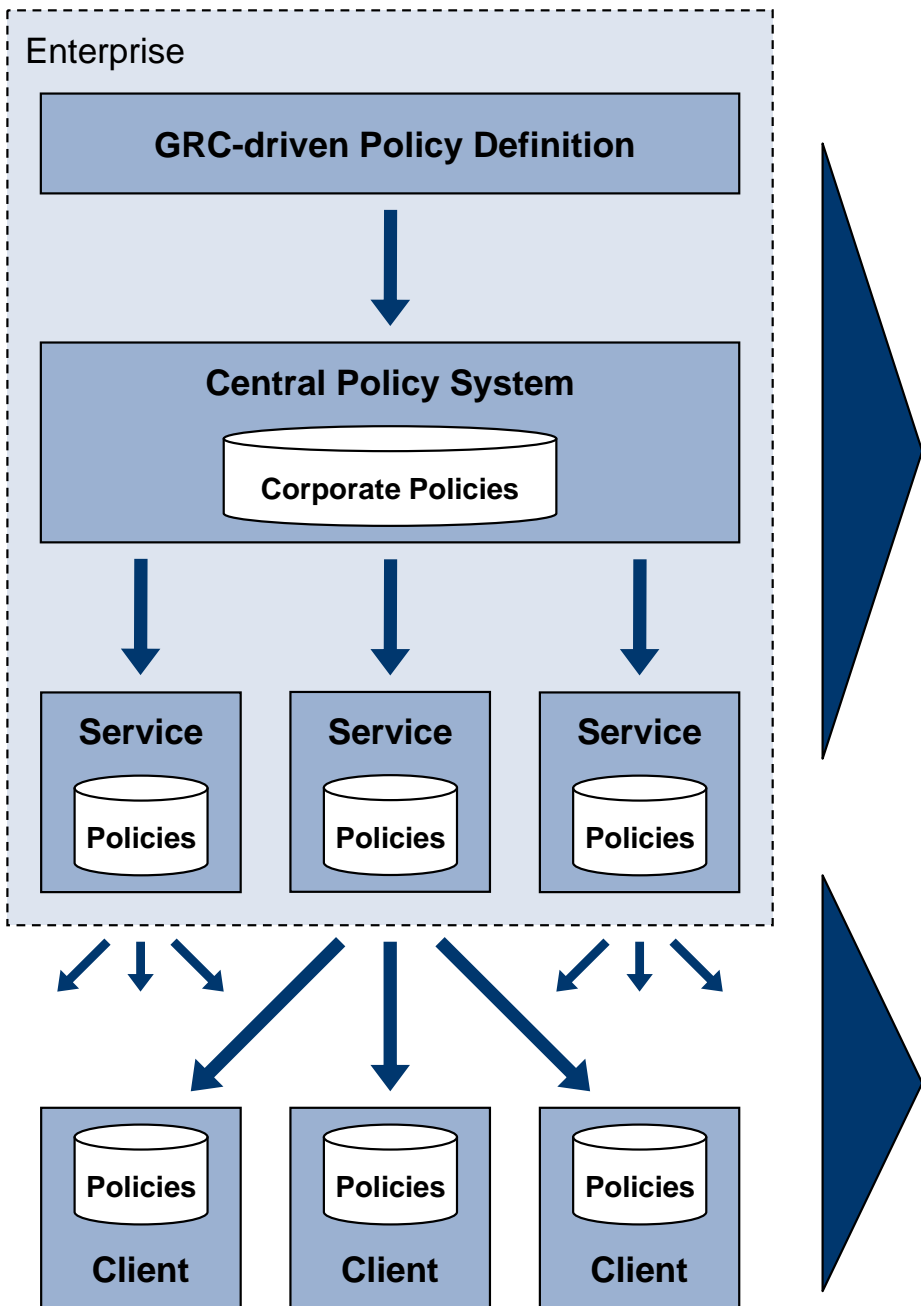 Enterprise
GRC-driven Policy Definition
Central Policy System
Corporate Policies
Service
Service
Service
Policies
Policies
Policies
Policies
Policies
Policies
Client
Client
Client